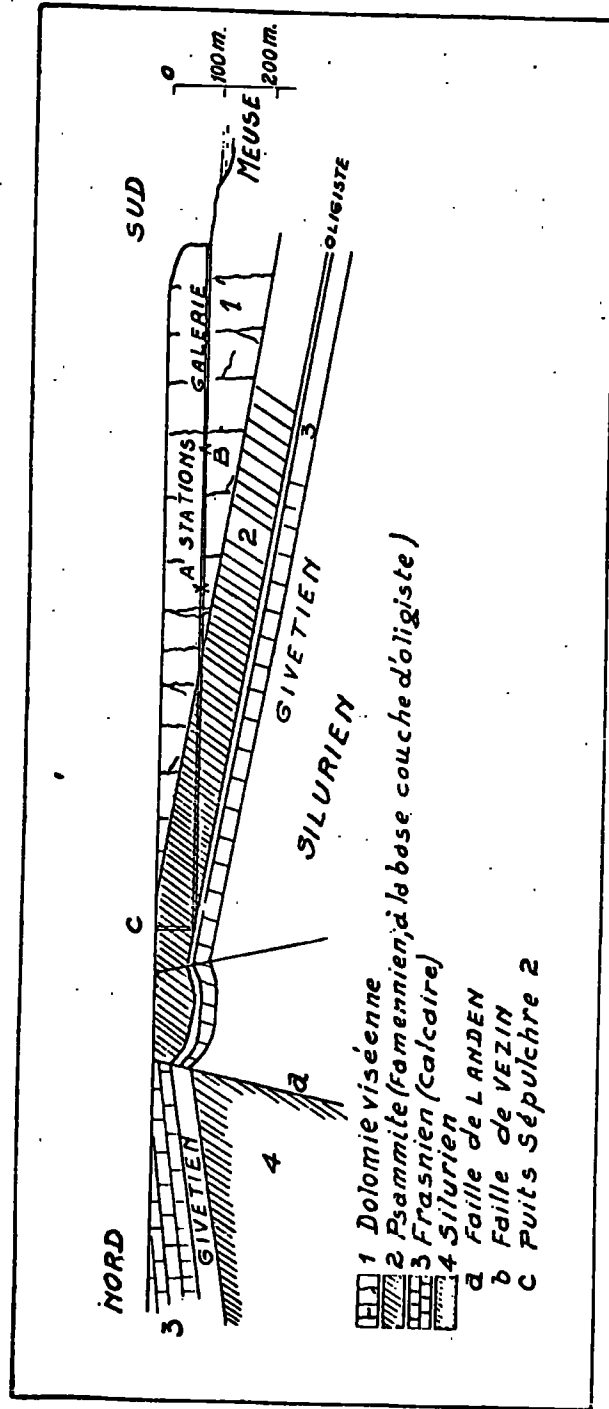 NORD
SUD
0
100 m.
200 m.
MEUSE
C
A STATIONS
GALERIE
B
1
2
3
OLIGISTE
3
GIVETIEN
GIVETIEN
SILURIEN
4
a
1 Dolomie viséenne
2 Psammite (Famennien; à la base couche d'oligiste)
3 Frasnien (Calcaire)
4 Silurien
a Faille de LANDEN
b Faille de VEZIN
C Puits Sépulchre 2